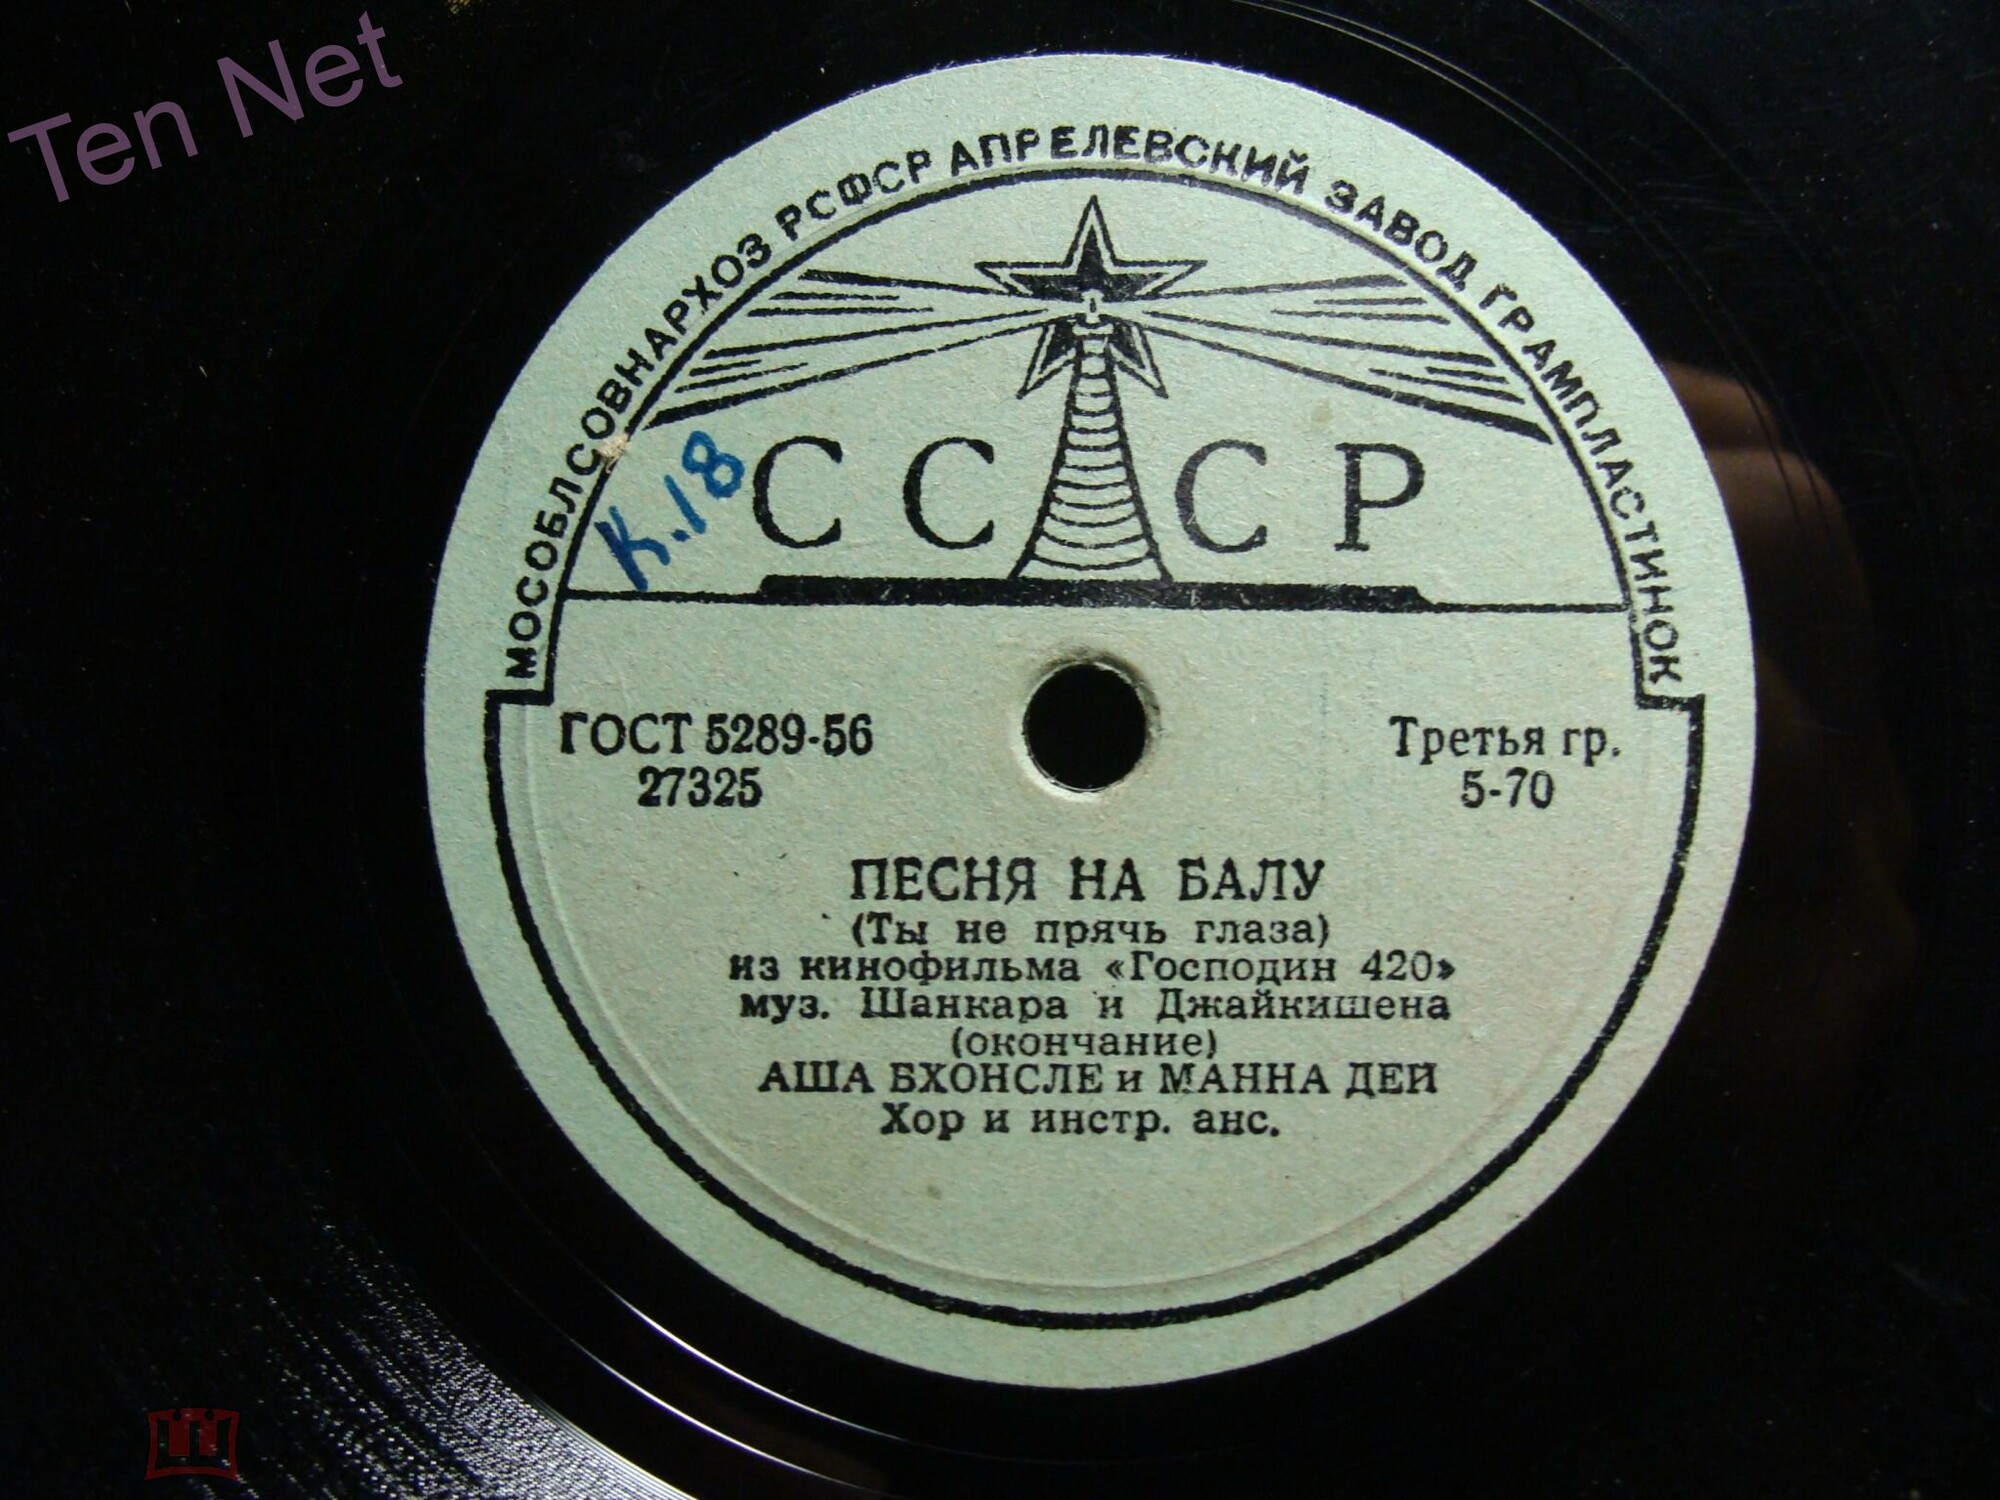 Ten Net
МОСОБЛСОВНАРХОЗ РСФСР АПРЕЛЕВСКИЙ ЗАВОД ГРАМПЛАСТИНОК
К.18
СССР
ГОСТ 5289-56
27325
Третья гр.
5-70
ПЕСНЯ НА БАЛУ
(Ты не прячь глаза)
из кинофильма «Господин 420»
муз. Шанкара и Джайкишена
(окончание)
АША БХОНСЛЕ и МАННА ДЕЙ
Хор и инстр. анс.